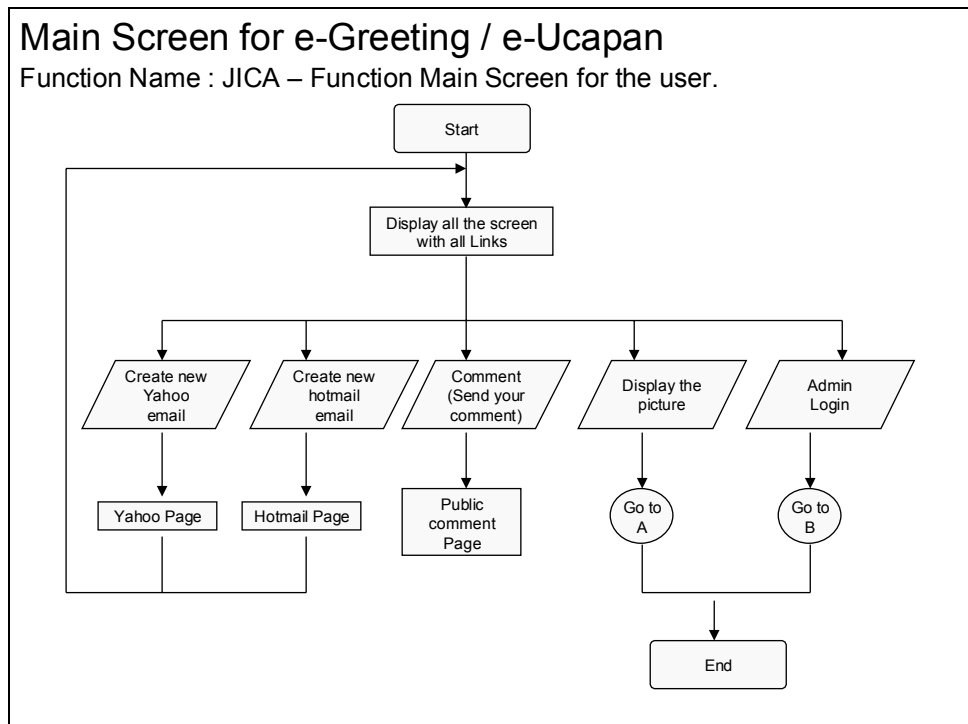 Main Screen for e-Greeting / e-Ucapan
Function Name : JICA – Function Main Screen for the user.
Start
Display all the screen
with all Links
Create new
Yahoo
email
Create new
hotmail
email
Comment
(Send your
comment)
Display the
picture
Admin
Login
Yahoo Page
Hotmail Page
Public
comment
Page
Go to
A
Go to
B
End